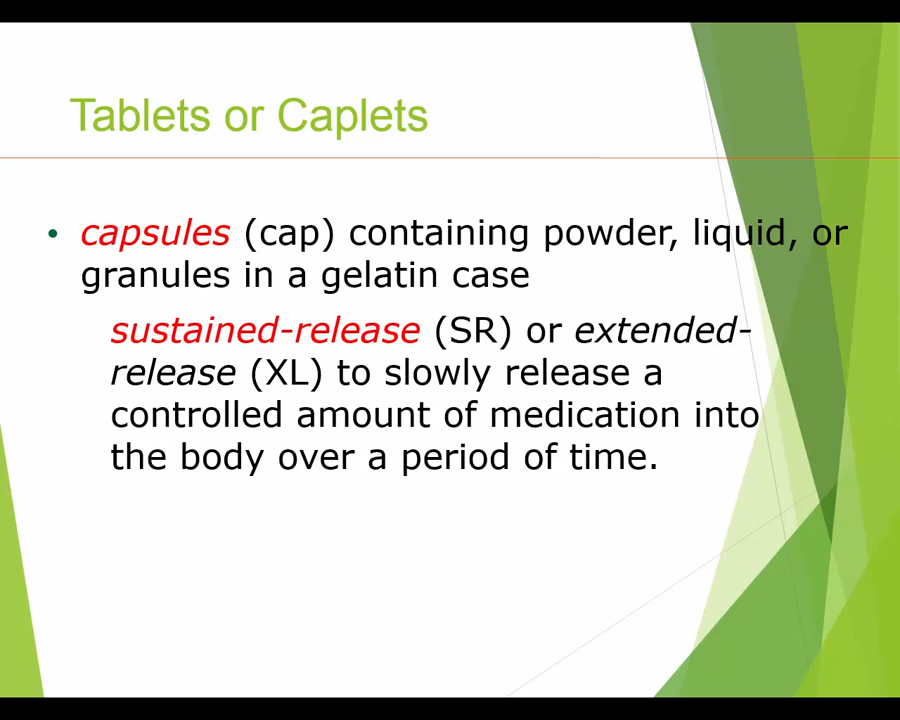 Tablets or Caplets
• capsules (cap) containing powder, liquid, or
granules in a gelatin case
sustained-release (SR) or extended-
release (XL) to slowly release a
controlled amount of medication into
the body over a period of time.